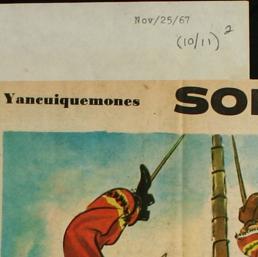 Nov/25/67
(10/11) 2
Yancuiquemones SO